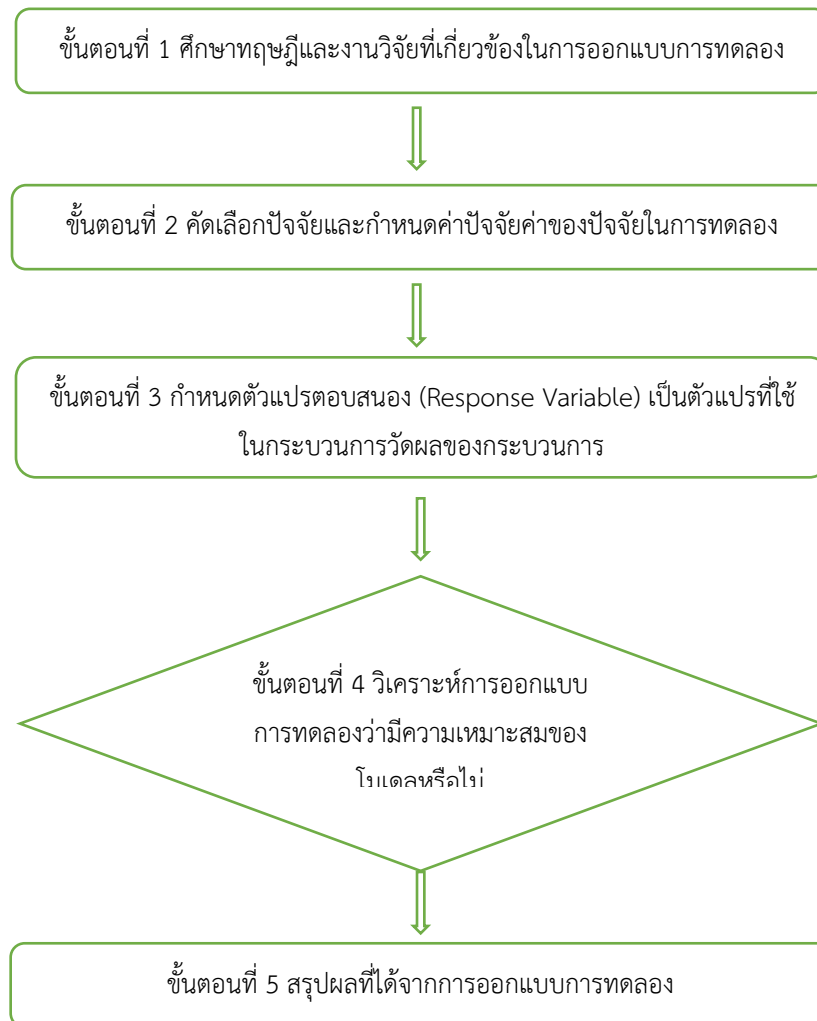 ขั้นตอนที่ 1 ศึกษาทฤษฎีและงานวิจัยที่เกี่ยวข้องในการออกแบบการทดลอง
ขั้นตอนที่ 2 คัดเลือกปัจจัยและกำหนดค่าปัจจัยค่าของปัจจัยในการทดลอง
ขั้นตอนที่ 3 กำหนดตัวแปรตอบสนอง (Response Variable) เป็นตัวแปรที่ใช้
ในกระบวนการวัดผลของกระบวนการ
ขั้นตอนที่ 4 วิเคราะห์การออกแบบ
การทดลองว่ามีความเหมาะสมของ
โมเดลหรือไม่
ขั้นตอนที่ 5 สรุปผลที่ได้จากการออกแบบการทดลอง